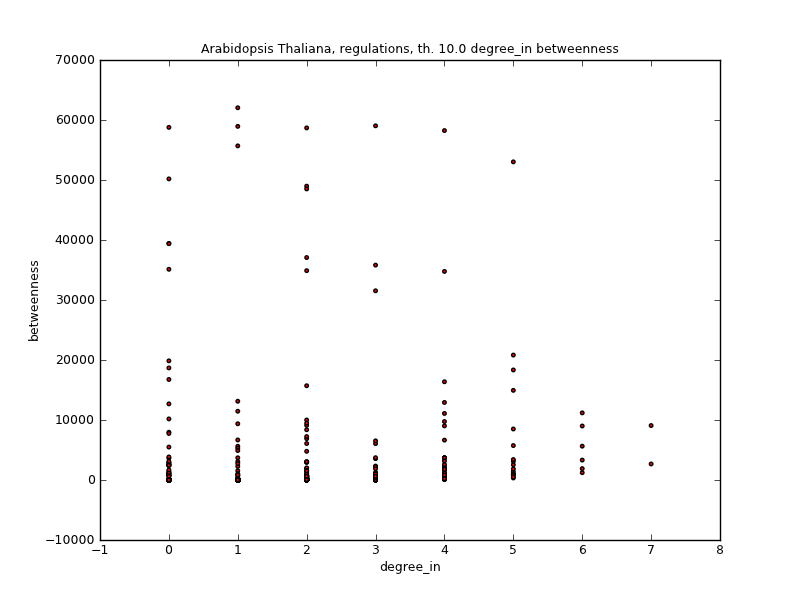 Arabidopsis Thaliana, regulations, th. 10.0 degree_in betweenness
70000
60000
50000
40000
30000
20000
10000
0
−10000
betweenness
−1 0 1 2 3 4 5 6 7 8
degree_in